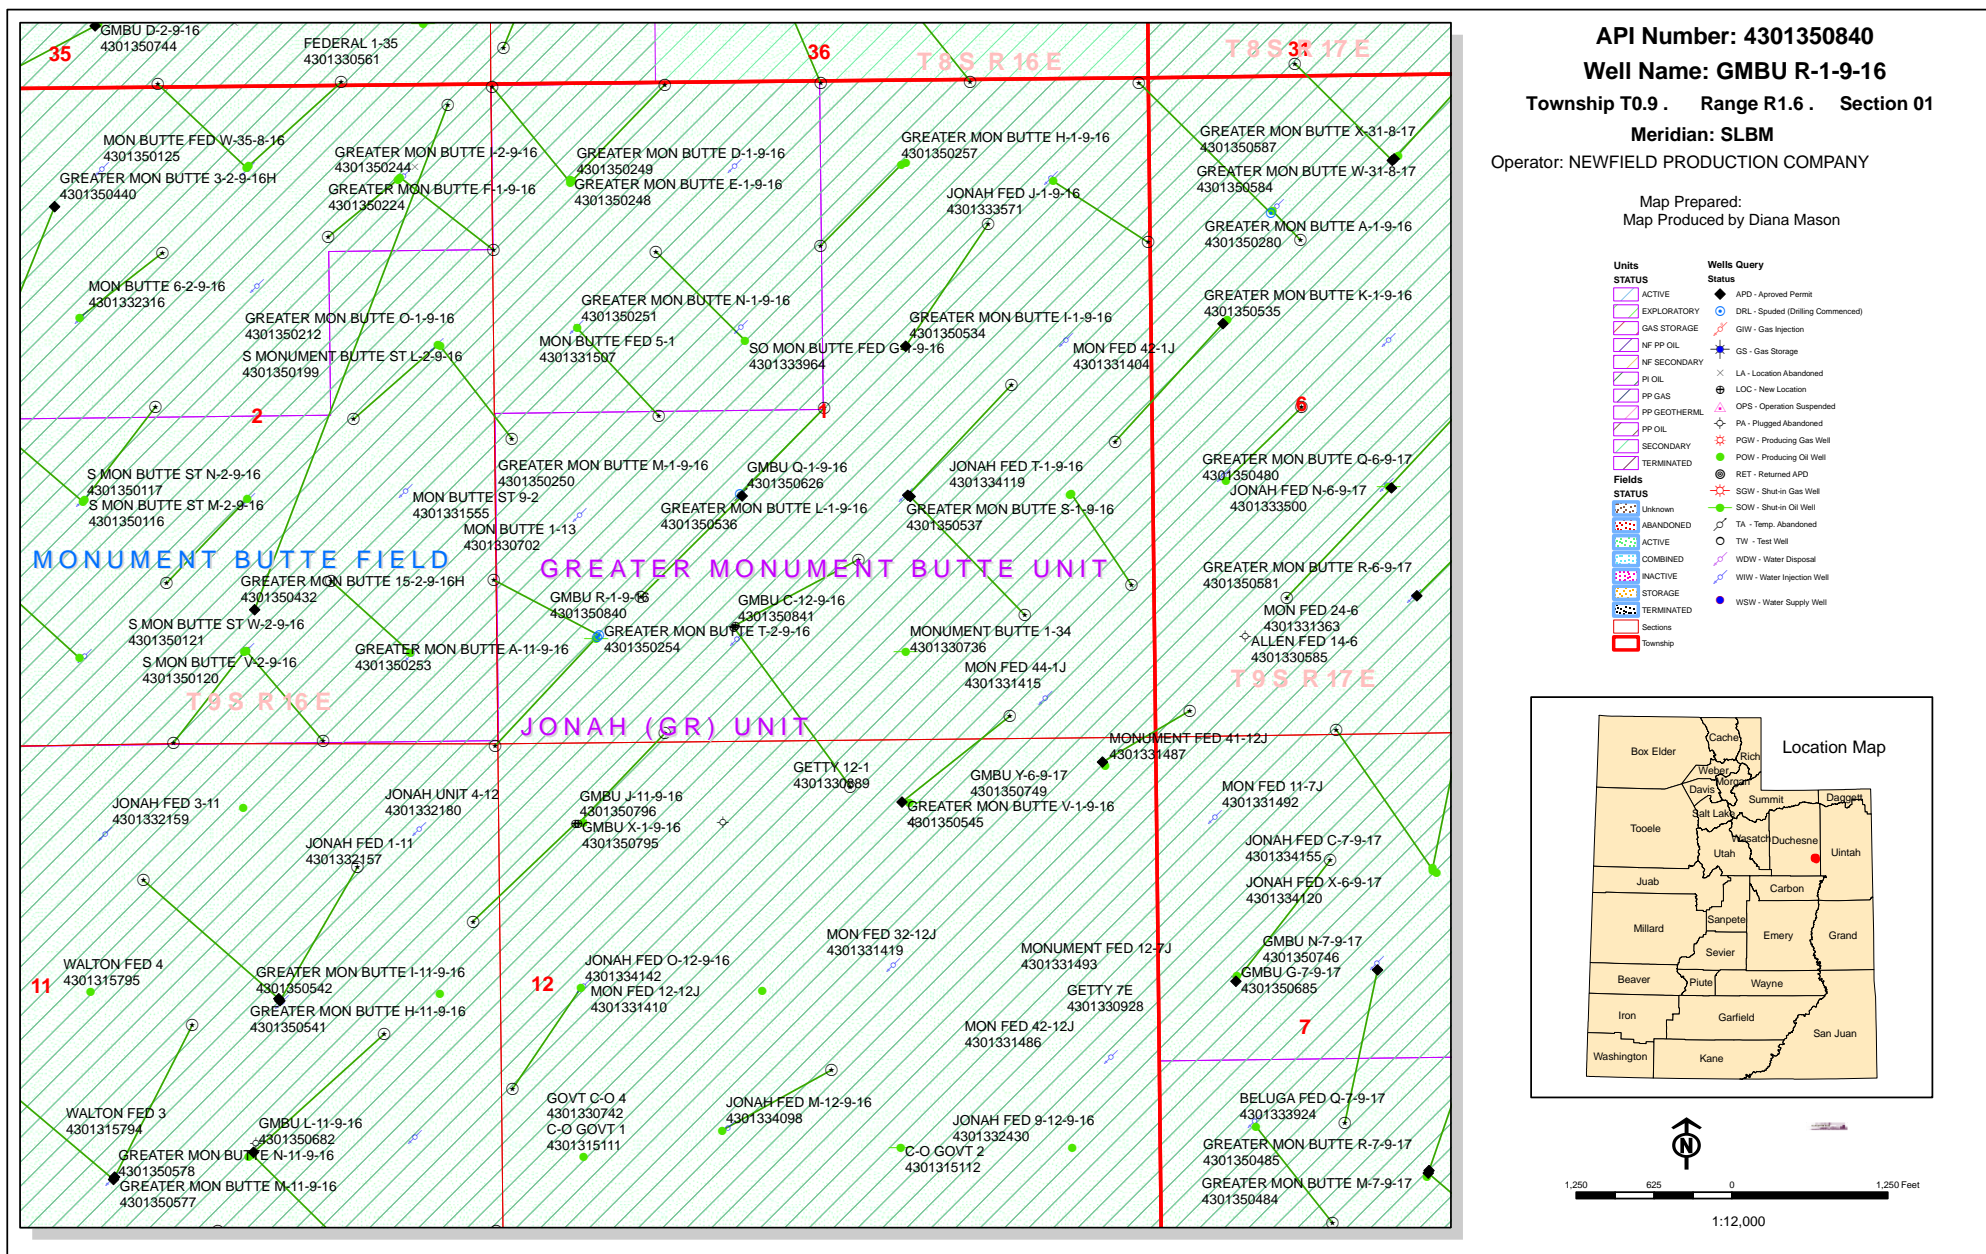 GMBU D-2-9-16
4301350744
FEDERAL 1-35
4301330561
35
36
31
T8S R16E
T8S R17E
MON BUTTE FED W-35-8-16
4301350125
GREATER MON BUTTE 3-2-9-16H
4301350440
GREATER MON BUTTE I-2-9-16
4301350244
GREATER MON BUTTE F-1-9-16
4301350224
GREATER MON BUTTE D-1-9-16
4301350249
GREATER MON BUTTE E-1-9-16
4301350248
GREATER MON BUTTE H-1-9-16
4301350257
JONAH FED J-1-9-16
4301333571
GREATER MON BUTTE X-31-8-17
4301350587
GREATER MON BUTTE W-31-8-17
4301350584
GREATER MON BUTTE A-1-9-16
4301350280
MON BUTTE 6-2-9-16
4301332316
GREATER MON BUTTE O-1-9-16
4301350212
S MONUMENT BUTTE ST L-2-9-16
4301350199
GREATER MON BUTTE N-1-9-16
4301350251
MON BUTTE FED 5-1
4301331507
SO MON BUTTE FED G-1-9-16
4301333964
GREATER MON BUTTE I-1-9-16
4301350534
MON FED 42-1J
4301331404
GREATER MON BUTTE K-1-9-16
4301350535
2
1
6
S MON BUTTE ST N-2-9-16
4301350117
S MON BUTTE ST M-2-9-16
4301350116
MON BUTTE ST 9-2
4301331555
MON BUTTE 1-13
4301330702
GREATER MON BUTTE M-1-9-16
4301350250
GMBU Q-1-9-16
4301350626
GREATER MON BUTTE L-1-9-16
4301350536
JONAH FED T-1-9-16
4301334119
GREATER MON BUTTE S-1-9-16
4301350537
GREATER MON BUTTE Q-6-9-17
4301350480
JONAH FED N-6-9-17
4301333500
MONUMENT BUTTE FIELD
GREATER MONUMENT BUTTE UNIT
GREATER MON BUTTE 15-2-9-16H
4301350432
GMBU R-1-9-16
4301350840
GMBU C-12-9-16
4301350841
GREATER MON BUTTE R-6-9-17
4301350581
MON FED 24-6
4301331363
ALLEN FED 14-6
4301330585
S MON BUTTE ST W-2-9-16
4301350121
S MON BUTTE V-2-9-16
4301350120
GREATER MON BUTTE A-11-9-16
4301350253
GREATER MON BUTTE T-2-9-16
4301350254
MONUMENT BUTTE 1-34
4301330736
MON FED 44-1J
4301331415
T9S R16E
T9S R17E
JONAH (GR) UNIT
JONAH FED 3-11
4301332159
JONAH UNIT 4-12
4301332180
JONAH FED 1-11
4301332157
GETTY 12-1
4301330889
GMBU J-11-9-16
4301350796
GMBU X-1-9-16
4301350795
GMBU Y-6-9-17
4301350749
GREATER MON BUTTE V-1-9-16
4301350545
MONUMENT FED 41-12J
4301331487
MON FED 11-7J
4301331492
JONAH FED C-7-9-17
4301334155
JONAH FED X-6-9-17
4301334120
11
12
7
WALTON FED 4
4301315795
GREATER MON BUTTE I-11-9-16
4301350542
GREATER MON BUTTE H-11-9-16
4301350541
JONAH FED O-12-9-16
4301334142
MON FED 12-12J
4301331410
MON FED 32-12J
4301331419
MONUMENT FED 12-7J
4301331493
GETTY 7E
4301330928
MON FED 42-12J
4301331486
GMBU N-7-9-17
4301350746
GMBU G-7-9-17
4301350685
WALTON FED 3
4301315794
GMBU L-11-9-16
4301350682
GREATER MON BUTTE N-11-9-16
4301350578
GREATER MON BUTTE M-11-9-16
4301350577
GOVT C-O 4
4301330742
C-O GOVT 1
4301315111
JONAH FED M-12-9-16
4301334098
JONAH FED 9-12-9-16
4301332430
C-O GOVT 2
4301315112
BELUGA FED Q-7-9-17
4301333924
GREATER MON BUTTE R-7-9-17
4301350485
GREATER MON BUTTE M-7-9-17
4301350484
API Number: 4301350840
Well Name: GMBU R-1-9-16
Township T0.9 . Range R1.6 . Section 01
Meridian: SLBM
Operator: NEWFIELD PRODUCTION COMPANY
Map Prepared:
Map Produced by Diana Mason
Units
STATUS
ACTIVE
EXPLORATORY
GAS STORAGE
NF PP OIL
NF SECONDARY
PI OIL
PP GAS
PP GEOTHERML
PP OIL
SECONDARY
TERMINATED
Fields
STATUS
Unknown
ABANDONED
ACTIVE
COMBINED
INACTIVE
STORAGE
TERMINATED
Sections
Township
Wells Query
Status
APD - Aproved Permit
DRL - Spuded (Drilling Commenced)
GIW - Gas Injection
GS - Gas Storage
LA - Location Abandoned
LOC - New Location
OPS - Operation Suspended
PA - Plugged Abandoned
PGW - Producing Gas Well
POW - Producing Oil Well
RET - Returned APD
SGW - Shut-in Gas Well
SOW - Shut-in Oil Well
TA - Temp. Abandoned
TW - Test Well
WDW - Water Disposal
WIW - Water Injection Well
WSW - Water Supply Well
Location Map
Box Elder
Cache
Rich
Weber
Morgan
Davis
Summit
Daggett
Salt Lake
Tooele
Wasatch
Duchesne
Utah
Uintah
Juab
Carbon
Millard
Sanpete
Emery
Grand
Sevier
Beaver
Piute
Wayne
Iron
Garfield
San Juan
Washington
Kane
N
1,250 625 0 1,250 Feet
1:12,000